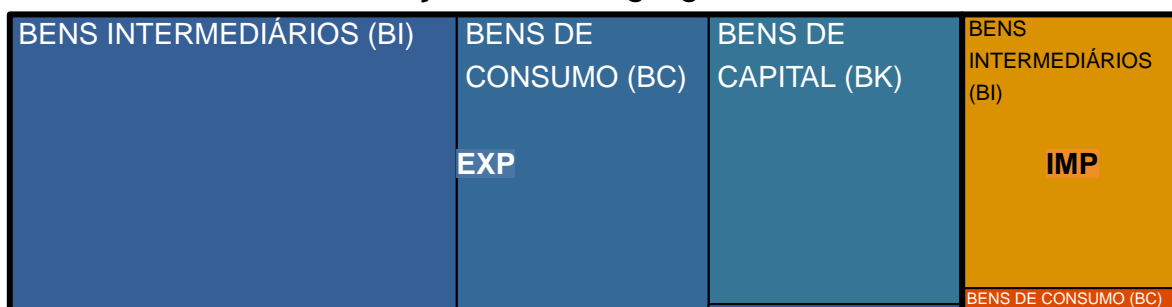 BENS INTERMEDIÁRIOS (BI)
BENS DE
CONSUMO (BC)
BENS DE
CAPITAL (BK)
BENS
INTERMEDIÁRIOS
(BI)
EXP
IMP
BENS DE CONSUMO (BC)